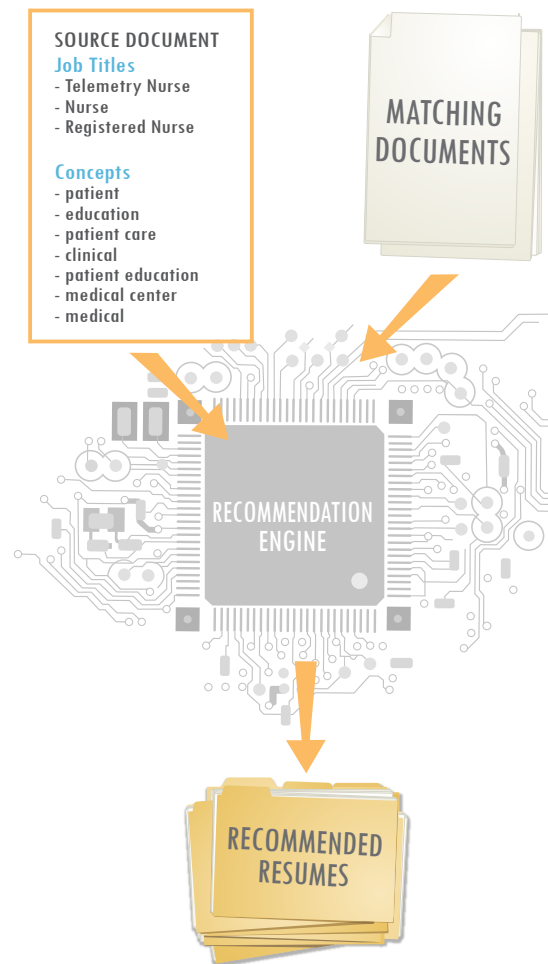 SOURCE DOCUMENT
Job Titles
- Telemetry Nurse
- Nurse
- Registered Nurse
Concepts
- patient
- education
- patient care
- clinical
- patient education
- medical center
- medical
MATCHING
DOCUMENTS
RECOMMENDATION
ENGINE
RECOMMENDED
RESUMES